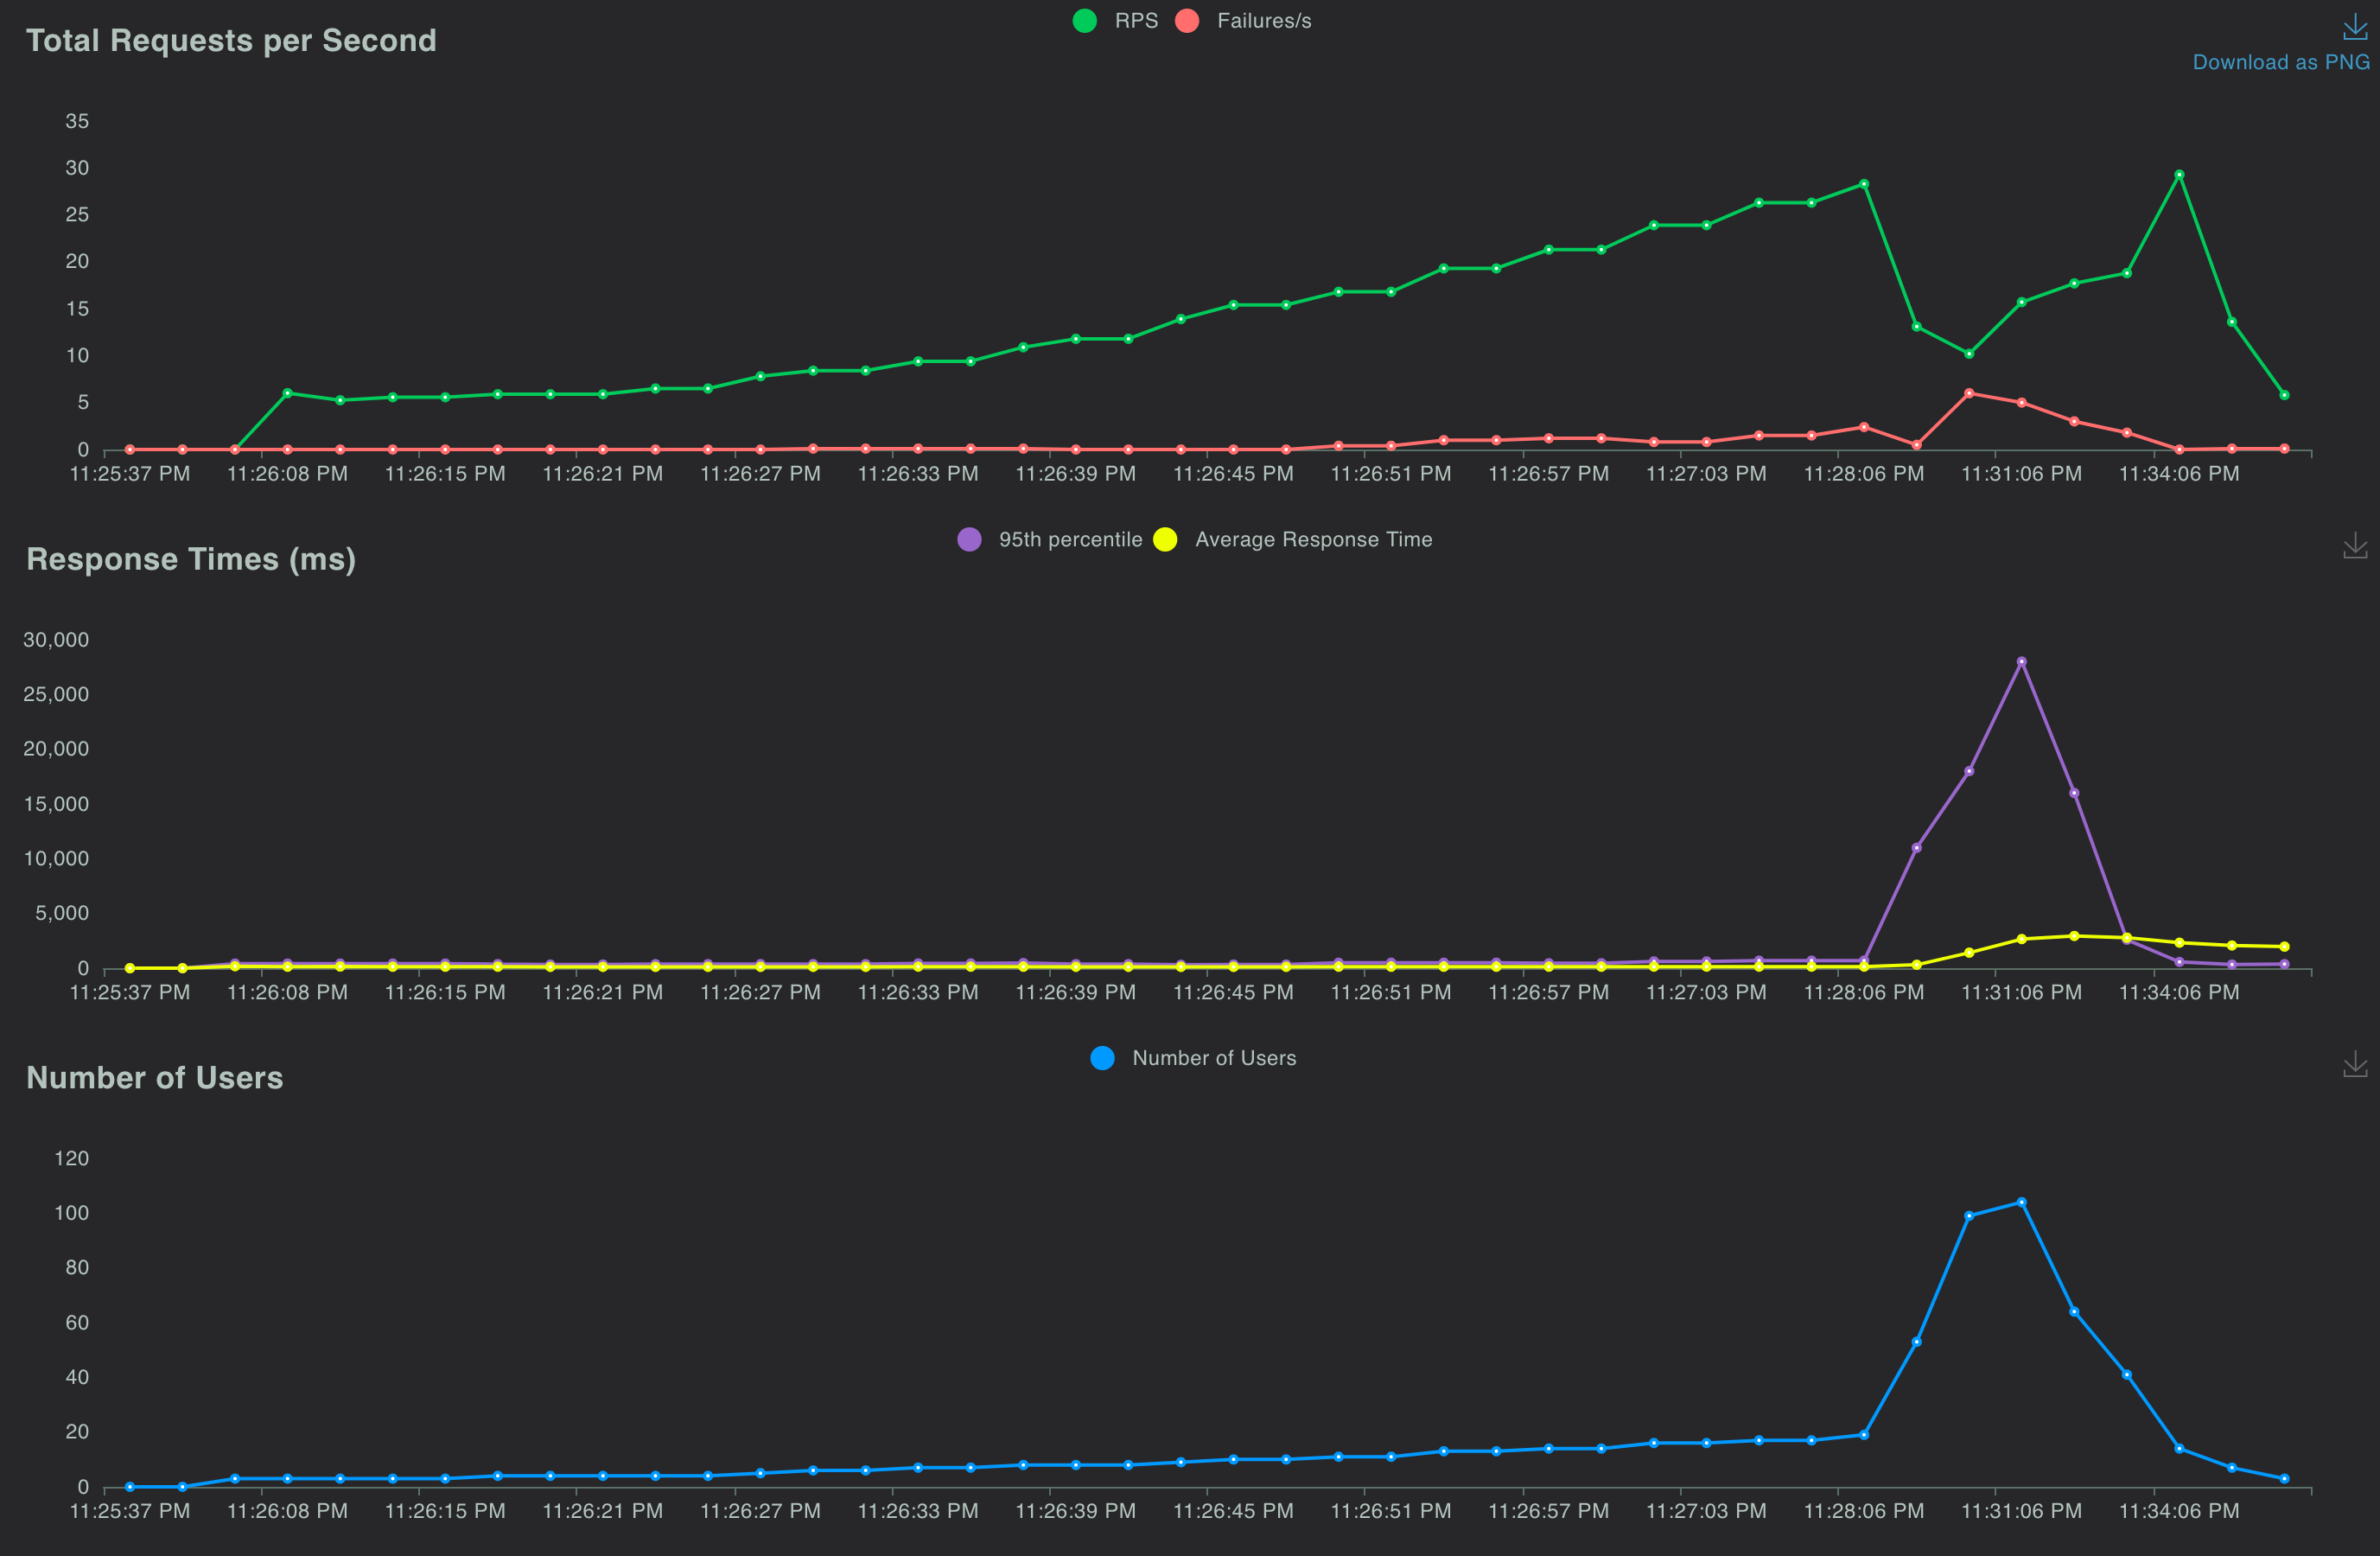 Total Requests per Second
RPS Failures/s
Download as PNG
35
30
25
20
15
10
5
0
11:25:37 PM 11:26:08 PM 11:26:15 PM 11:26:21 PM 11:26:27 PM 11:26:33 PM 11:26:39 PM 11:26:45 PM 11:26:51 PM 11:26:57 PM 11:27:03 PM 11:28:06 PM 11:31:06 PM 11:34:06 PM
Response Times (ms)
95th percentile Average Response Time
30,000
25,000
20,000
15,000
10,000
5,000
0
11:25:37 PM 11:26:08 PM 11:26:15 PM 11:26:21 PM 11:26:27 PM 11:26:33 PM 11:26:39 PM 11:26:45 PM 11:26:51 PM 11:26:57 PM 11:27:03 PM 11:28:06 PM 11:31:06 PM 11:34:06 PM
Number of Users
Number of Users
120
100
80
60
40
20
0
11:25:37 PM 11:26:08 PM 11:26:15 PM 11:26:21 PM 11:26:27 PM 11:26:33 PM 11:26:39 PM 11:26:45 PM 11:26:51 PM 11:26:57 PM 11:27:03 PM 11:28:06 PM 11:31:06 PM 11:34:06 PM